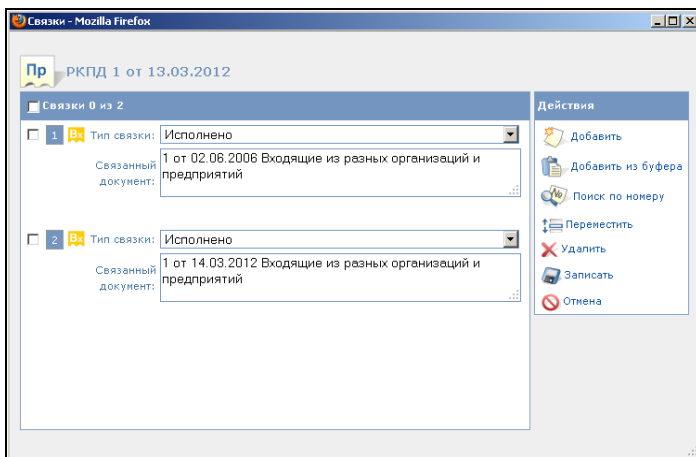 Связки - Mozilla Firefox
Пр РКПД 1 от 13.03.2012
Связки 0 из 2
1 Вх Тип связки: Исполнено
Связанный документ:
1 от 02.06.2006 Входящие из разных организаций и
предприятий
2 Вх Тип связки: Исполнено
Связанный документ:
1 от 14.03.2012 Входящие из разных организаций и
предприятий
Действия
Добавить
Добавить из буфера
No Поиск по номеру
Переместить
Удалить
Записать
Отмена